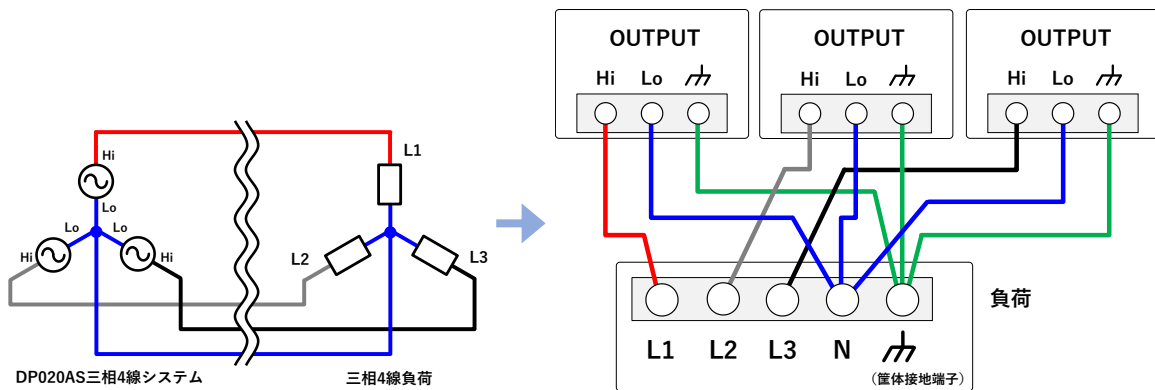 Hi
Lo
Lo
Lo
Hi
Hi
L1
L2
L3
DP020AS三相4線システム
三相4線負荷
OUTPUT
Hi Lo
OUTPUT
Hi Lo
OUTPUT
Hi Lo
負荷
L1 L2 L3 N
(筐体接地端子)